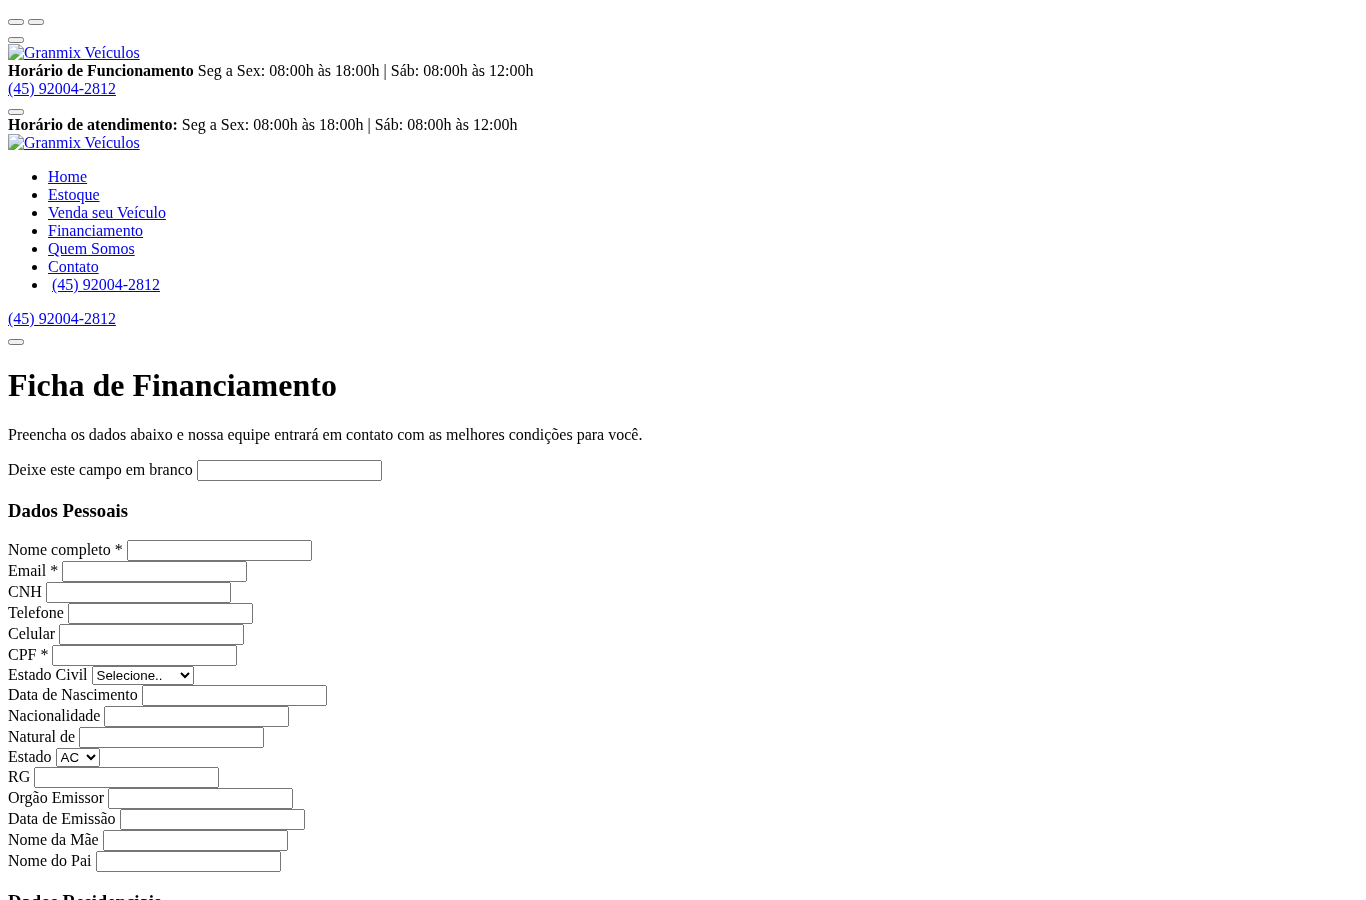 Granmix Veículos
Horário de Funcionamento Seg a Sex: 08:00h às 18:00h | Sáb: 08:00h às 12:00h
(45) 92004-2812
Horário de atendimento: Seg a Sex: 08:00h às 18:00h | Sáb: 08:00h às 12:00h
Granmix Veículos
Home
Estoque
Venda seu Veículo
Financiamento
Quem Somos
Contato
(45) 92004-2812
(45) 92004-2812
Ficha de Financiamento
Preencha os dados abaixo e nossa equipe entrará em contato com as melhores condições para você.
Deixe este campo em branco
Dados Pessoais
Nome completo *
Email *
CNH
Telefone
Celular
CPF *
Estado Civil Selecione..
Data de Nascimento
Nacionalidade
Natural de
Estado AC
RG
Orgão Emissor
Data de Emissão
Nome da Mãe
Nome do Pai
Dados Residenciais